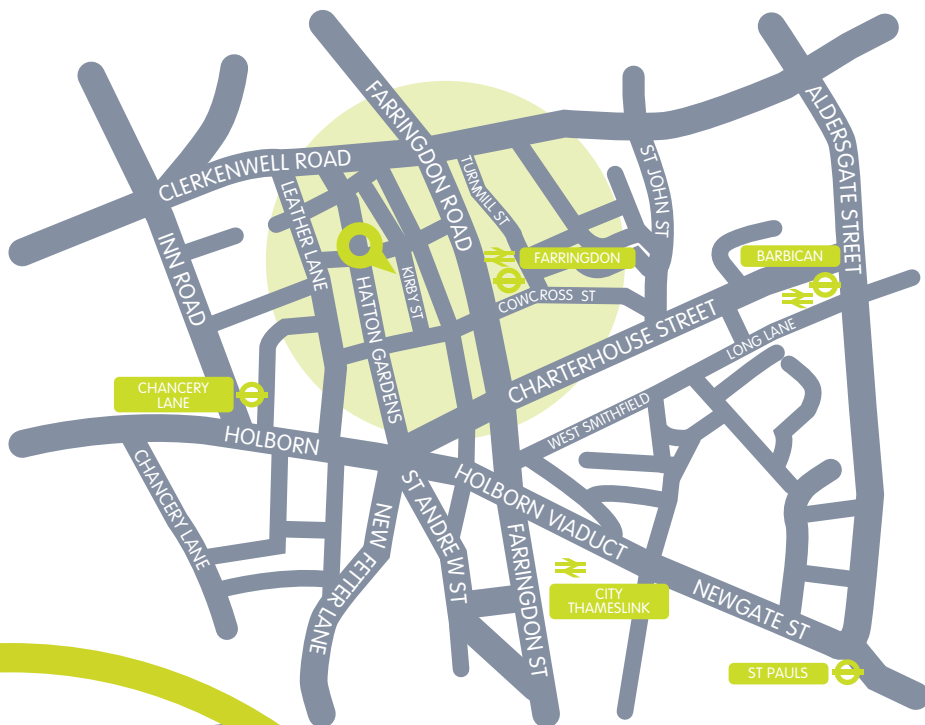 FARRINGDON ROAD
ALDERSGATE STREET
CLERKENWELL ROAD
LEATHER LANE
TURNMILL ST
ST JOHN ST
INN ROAD
HATTON GARDENS
KIRBY ST
FARRINGDON
BARBICAN
COWCROSS ST
CHARTERHOUSE STREET
LONG LANE
CHANCERY
LANE
HOLBORN
WEST SMITHFIELD
CHANCERY LANE
NEW FETTER LANE
ST ANDREW ST
HOLBORN VIADUCT
FARRINGDON ST
CITY
THAMESLINK
NEWGATE ST
ST PAULS